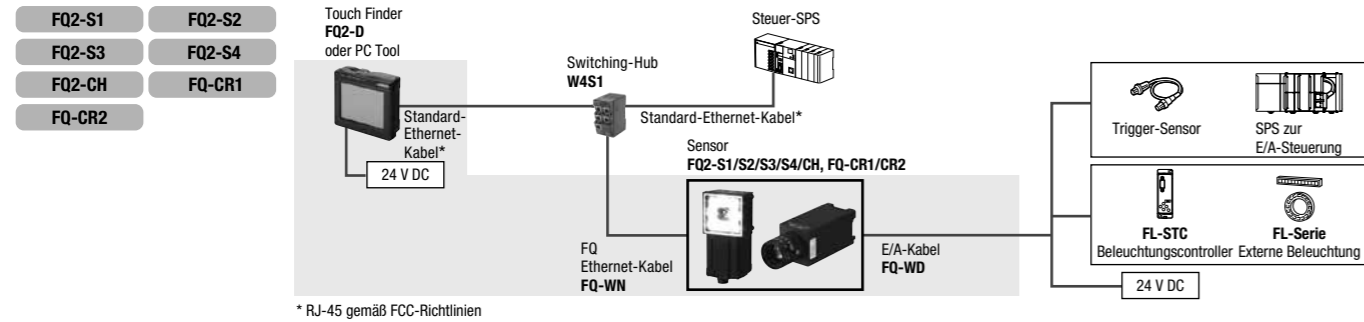 FQ2-S1 FQ2-S2
FQ2-S3 FQ2-S4
FQ2-CH FQ-CR1
FQ-CR2
Touch Finder
FQ2-D
oder PC Tool
Standard-
Ethernet-
Kabel*
24 V DC
Switching-Hub
W4S1
Steuer-SPS
Standard-Ethernet-Kabel*
Sensor
FQ2-S1/S2/S3/S4/CH, FQ-CR1/CR2
FQ
Ethernet-Kabel
FQ-WN
E/A-Kabel
FQ-WD
Trigger-Sensor
SPS zur
E/A-Steuerung
FL-STC
Beleuchtungscontroller
FL-Serie
Externe Beleuchtung
24 V DC
* RJ-45 gemäß FCC-Richtlinien